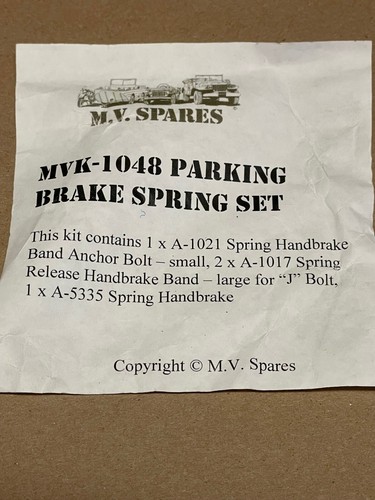 M.V. SPARES
MVK-1048 PARKING
BRAKE SPRING SET
This kit contains 1 x A-1021 Spring Handbrake
Band Anchor Bolt – small, 2 x A-1017 Spring
Release Handbrake Band – large for “J” Bolt,
1 x A-5335 Spring Handbrake
Copyright © M.V. Spares